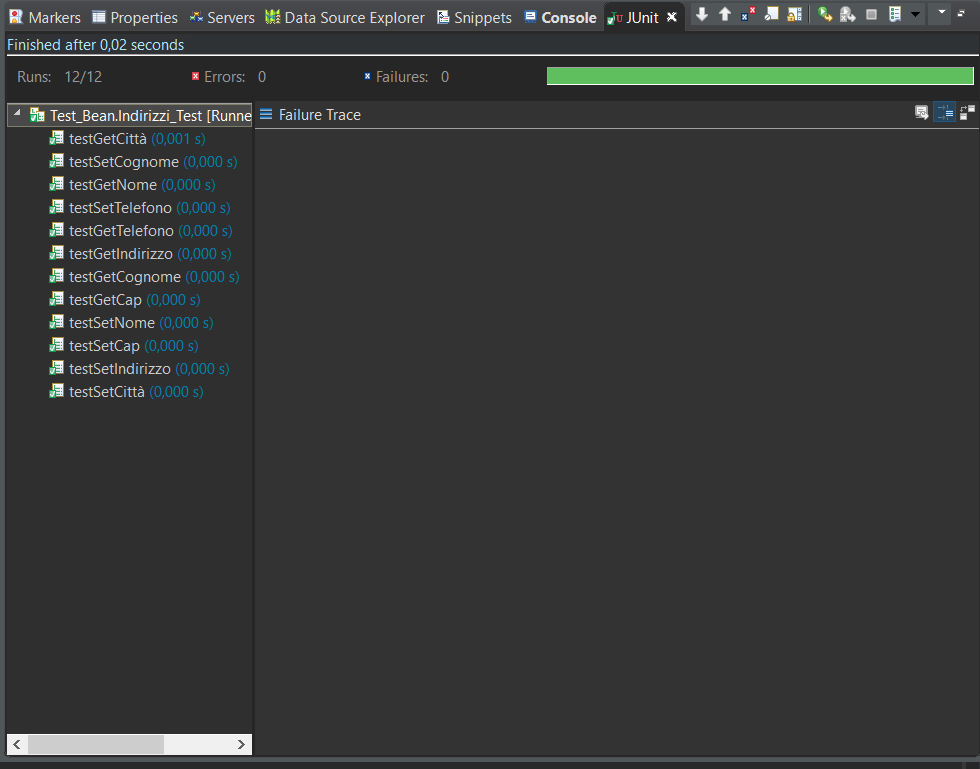 Markers Properties Servers Data Source Explorer Snippets Console JUnit
Finished after 0,02 seconds
Runs: 12/12 Errors: 0 Failures: 0
Test_Bean.Indirizzi_Test [Runne
Failure Trace
testGetCittà (0,001 s)
testSetCognome (0,000 s)
testGetNome (0,000 s)
testSetTelefono (0,000 s)
testGetTelefono (0,000 s)
testGetIndirizzo (0,000 s)
testGetCognome (0,000 s)
testGetCap (0,000 s)
testSetNome (0,000 s)
testSetCap (0,000 s)
testSetIndirizzo (0,000 s)
testSetCittà (0,000 s)